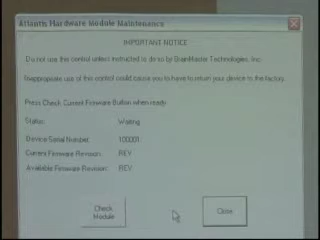 Atlantis Hardware Module Maintenance
IMPORTANT NOTICE
Do not use this control unless instructed to do so by BrainMaster Technologies, Inc.
Inappropriate use of this control could cause you to have to return your device to the factory.
Press Check Current Firmware Button when ready
Status: Waiting
Device Serial Number: 100001
Current Firmware Revision: REV
Available Firmware Revision: REV
Check Module
Close